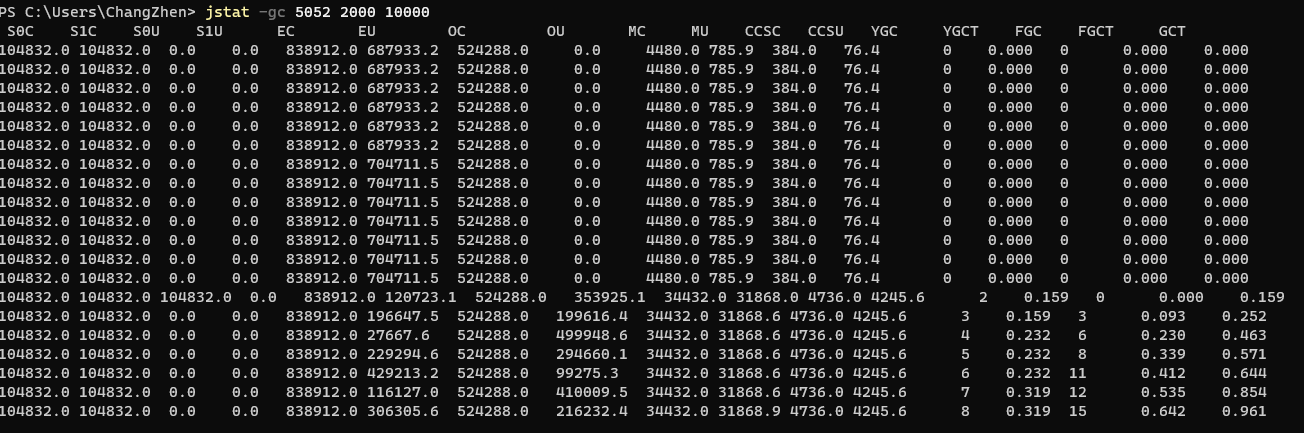 PS C:\Users\ChangZhen> jstat -gc 5052 2000 10000
S0C S1C S0U S1U EC EU OC OU MC MU CCSC CCSU YGC YGCT FGC FGCT GCT
104832.0 104832.0 0.0 0.0 838912.0 687933.2 524288.0 0.0 4480.0 785.9 384.0 76.4 0 0.000 0 0.000 0.000
104832.0 104832.0 0.0 0.0 838912.0 687933.2 524288.0 0.0 4480.0 785.9 384.0 76.4 0 0.000 0 0.000 0.000
104832.0 104832.0 0.0 0.0 838912.0 687933.2 524288.0 0.0 4480.0 785.9 384.0 76.4 0 0.000 0 0.000 0.000
104832.0 104832.0 0.0 0.0 838912.0 687933.2 524288.0 0.0 4480.0 785.9 384.0 76.4 0 0.000 0 0.000 0.000
104832.0 104832.0 0.0 0.0 838912.0 687933.2 524288.0 0.0 4480.0 785.9 384.0 76.4 0 0.000 0 0.000 0.000
104832.0 104832.0 0.0 0.0 838912.0 687933.2 524288.0 0.0 4480.0 785.9 384.0 76.4 0 0.000 0 0.000 0.000
104832.0 104832.0 0.0 0.0 838912.0 704711.5 524288.0 0.0 4480.0 785.9 384.0 76.4 0 0.000 0 0.000 0.000
104832.0 104832.0 0.0 0.0 838912.0 704711.5 524288.0 0.0 4480.0 785.9 384.0 76.4 0 0.000 0 0.000 0.000
104832.0 104832.0 0.0 0.0 838912.0 704711.5 524288.0 0.0 4480.0 785.9 384.0 76.4 0 0.000 0 0.000 0.000
104832.0 104832.0 0.0 0.0 838912.0 704711.5 524288.0 0.0 4480.0 785.9 384.0 76.4 0 0.000 0 0.000 0.000
104832.0 104832.0 0.0 0.0 838912.0 704711.5 524288.0 0.0 4480.0 785.9 384.0 76.4 0 0.000 0 0.000 0.000
104832.0 104832.0 0.0 0.0 838912.0 704711.5 524288.0 0.0 4480.0 785.9 384.0 76.4 0 0.000 0 0.000 0.000
104832.0 104832.0 0.0 0.0 838912.0 704711.5 524288.0 0.0 4480.0 785.9 384.0 76.4 0 0.000 0 0.000 0.000
104832.0 104832.0 104832.0 0.0 838912.0 120723.1 524288.0 353925.1 34432.0 31868.0 4736.0 4245.6 2 0.159 0 0.000 0.159
104832.0 104832.0 0.0 0.0 838912.0 196647.5 524288.0 199616.4 34432.0 31868.6 4736.0 4245.6 3 0.159 3 0.093 0.252
104832.0 104832.0 0.0 0.0 838912.0 27667.6 524288.0 499948.6 34432.0 31868.6 4736.0 4245.6 4 0.232 6 0.230 0.463
104832.0 104832.0 0.0 0.0 838912.0 229294.6 524288.0 294660.1 34432.0 31868.6 4736.0 4245.6 5 0.232 8 0.339 0.571
104832.0 104832.0 0.0 0.0 838912.0 429213.2 524288.0 99275.3 34432.0 31868.6 4736.0 4245.6 6 0.232 11 0.412 0.644
104832.0 104832.0 0.0 0.0 838912.0 116127.0 524288.0 410009.5 34432.0 31868.6 4736.0 4245.6 7 0.319 12 0.535 0.854
104832.0 104832.0 0.0 0.0 838912.0 306305.6 524288.0 216232.4 34432.0 31868.9 4736.0 4245.6 8 0.319 15 0.642 0.961